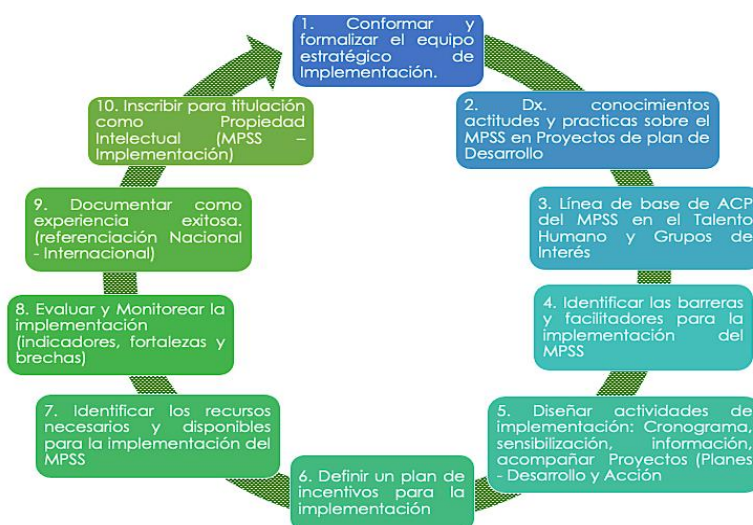 1. Conformar y
formalizar el equipo
estratégico de
Implementación.
2. Dx. conocimientos
actitudes y practicas sobre el
MPSS en Proyectos de plan de
Desarrollo
3. Línea de base de ACP
del MPSS en el Talento
Humano y Grupos de
Interés
4. Identificar las barreras
y facilitadores para la
implementación del
MPSS
5. Diseñar actividades de
implementación: Cronograma,
sensibilización, información,
acompañar Proyectos (Planes
- Desarrollo y Acción
6. Definir un plan de
incentivos para la
implementación
7. Identificar los recursos
necesarios y disponibles
para la implementación del
MPSS
8. Evaluar y Monitorear la
implementación
(indicadores, fortalezas y
brechas)
9. Documentar como
experiencia exitosa.
(referenciación Nacional
- Internacional)
10. Inscribir para titulación
como Propiedad
Intelectual (MPSS –
Implementación)